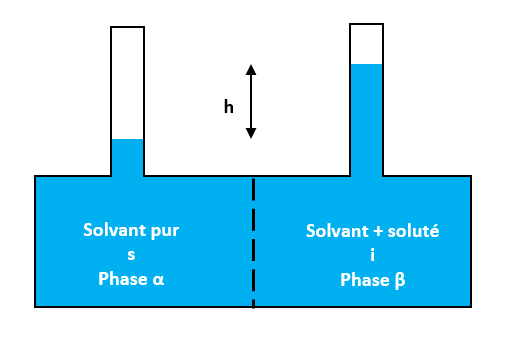 h
Solvant pur
s
Phase α
Solvant + soluté
i
Phase β